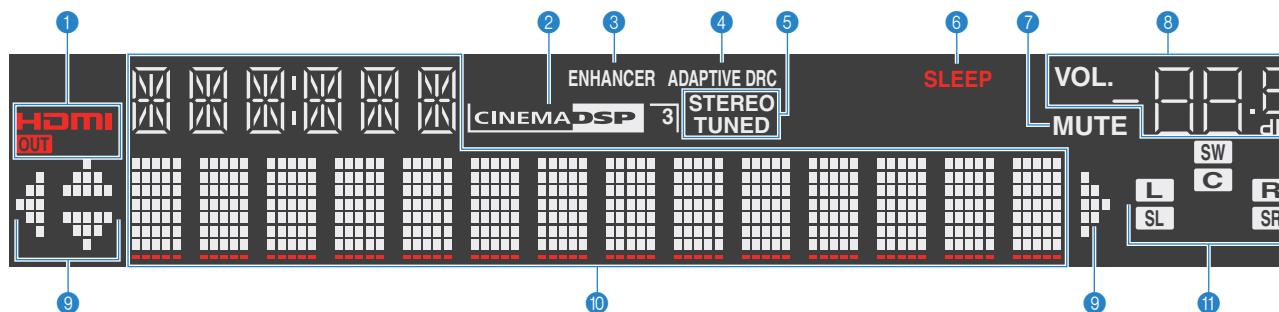 1 2 3 4 5 6 7 8
ENHANCER ADAPTIVE DRC SLEEP VOL.
HDMI OUT
CINEMA DSP 3
STEREO
TUNED
MUTE
SW
C
L R
SL SR
9 10 9 11